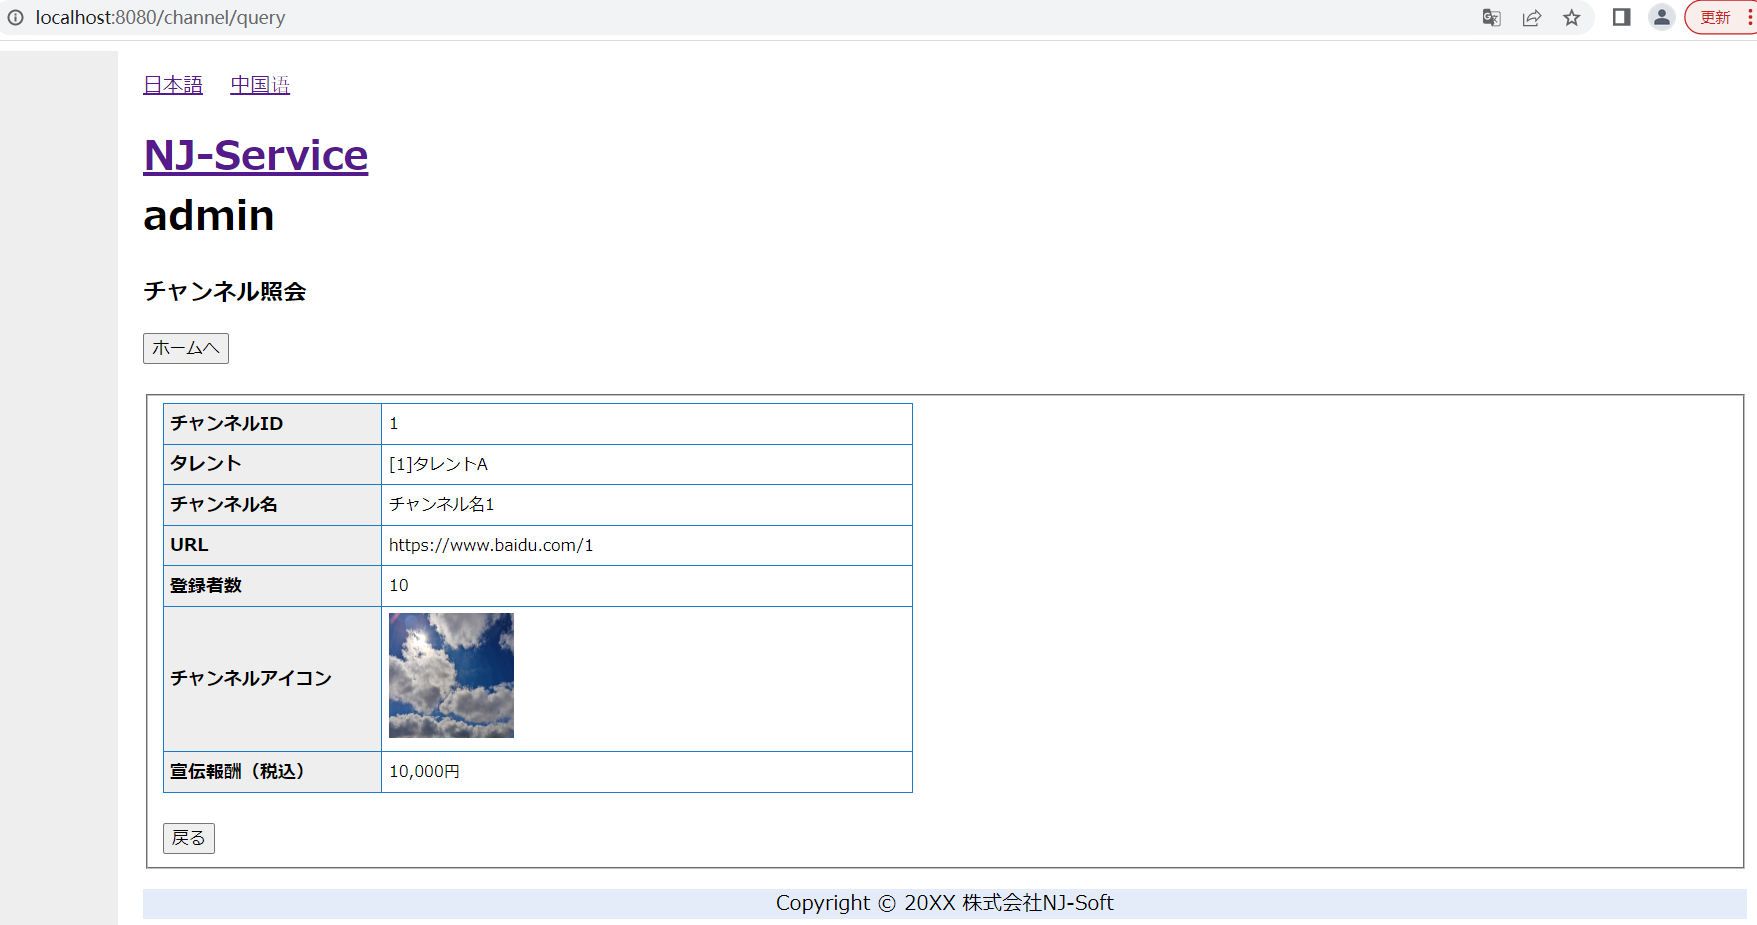 localhost:8080/channel/query
更新
日本語 中国语
NJ-Service
admin
チャンネル照会
ホームへ
チャンネルID 1
タレント [1]タレントA
チャンネル名 チャンネル名1
URL https://www.baidu.com/1
登録者数 10
チャンネルアイコン
宣伝報酬（税込） 10,000円
戻る
Copyright © 20XX 株式会社NJ-Soft